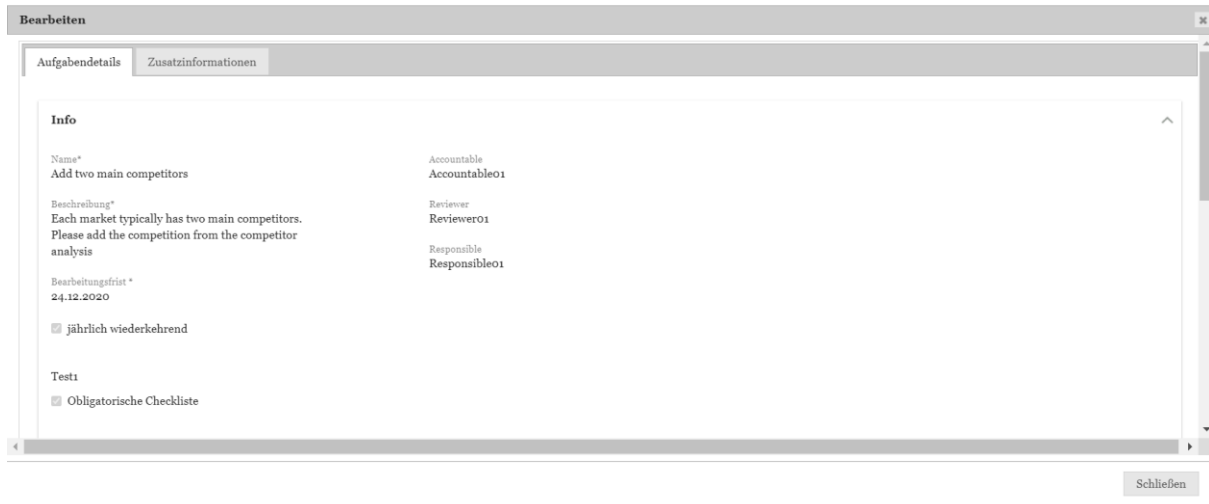 Bearbeiten
Aufgabendetails Zusatzinformationen
Info
Name*
Add two main competitors
Beschreibung*
Each market typically has two main competitors.
Please add the competition from the competitor
analysis
Bearbeitungsfrist *
24.12.2020
jährlich wiederkehrend
Test1
Obligatorische Checkliste
Accountable
Accountable01
Reviewer
Reviewer01
Responsible
Responsible01
Schließen